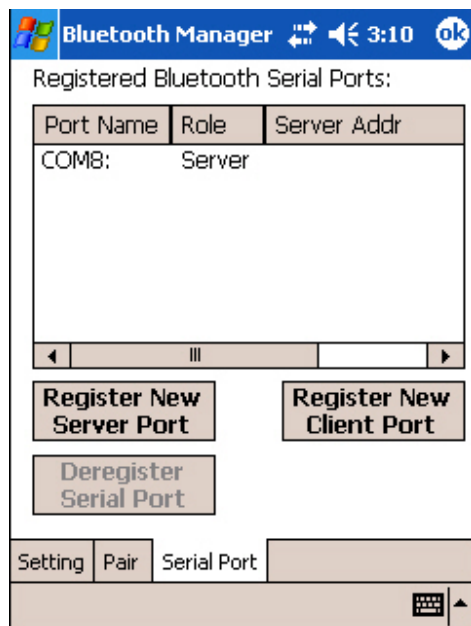 Bluetooth Manager 3:10 ok
Registered Bluetooth Serial Ports:
Port Name Role Server Addr
COM8: Server
Register New Server Port
Register New Client Port
Deregister Serial Port
Setting Pair Serial Port